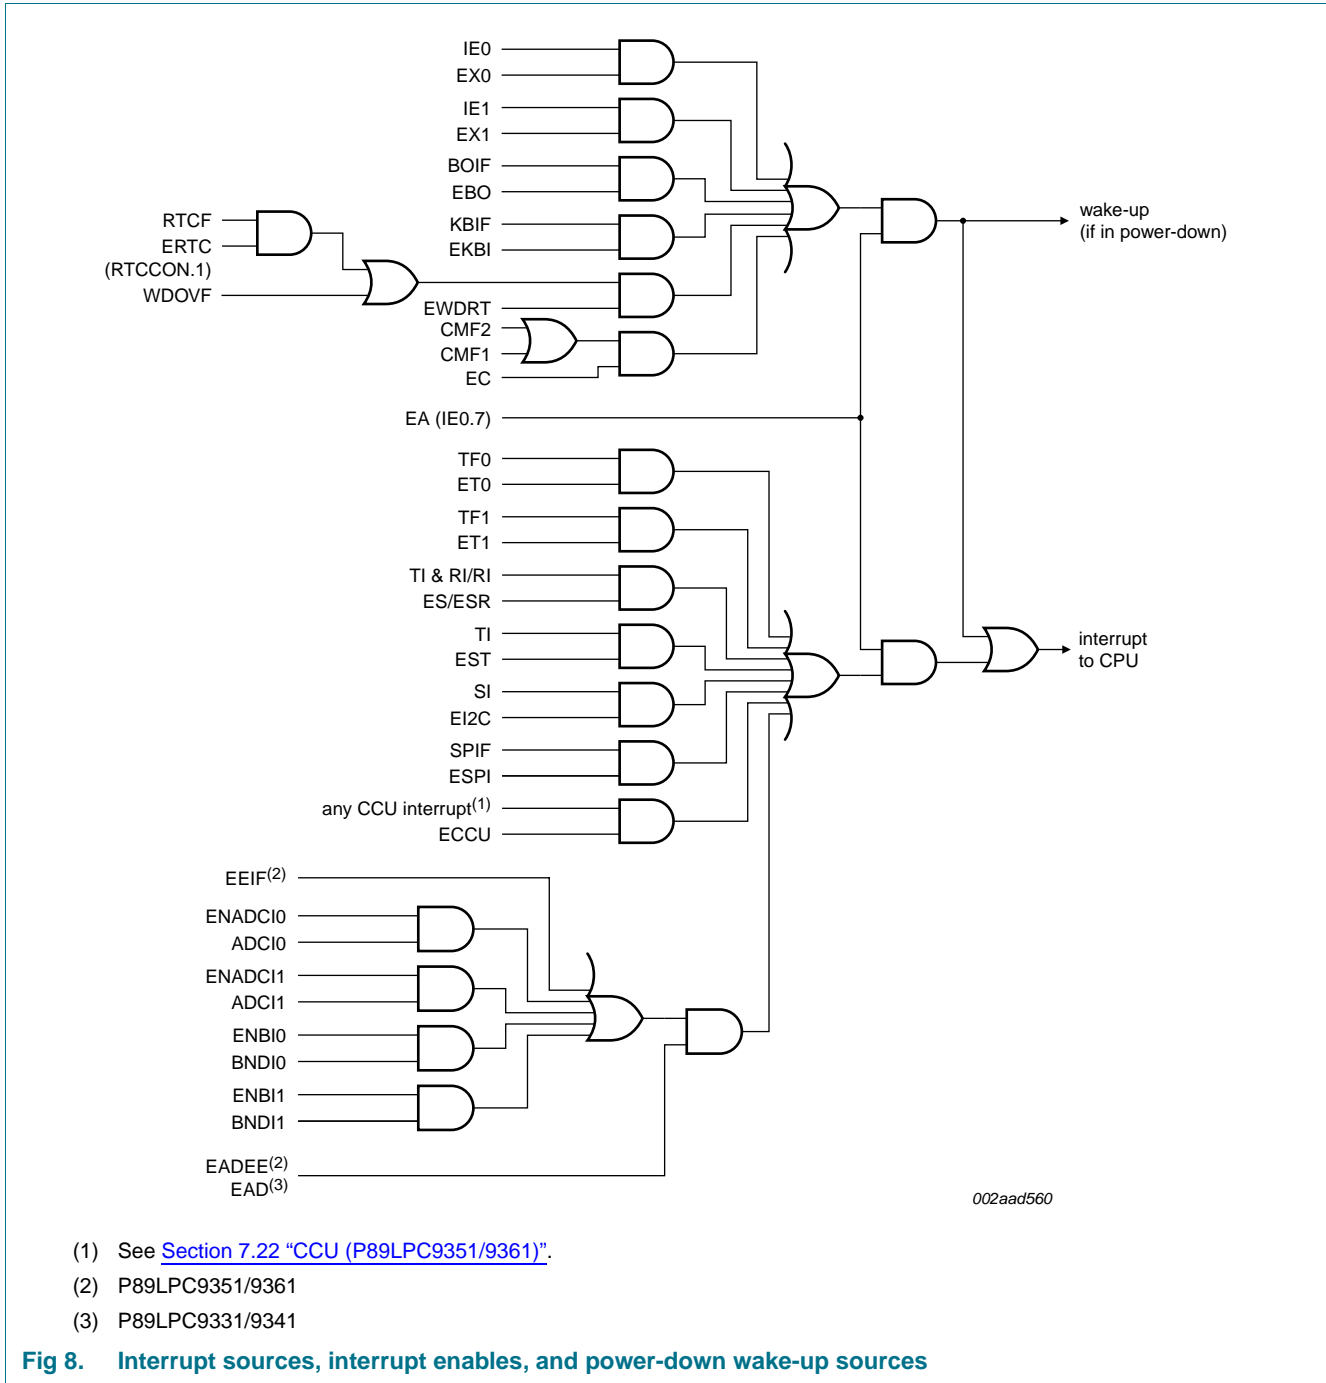 IE0
EX0
IE1
EX1
BOIF
EBO
RTCF
KBIF
ERTC
EKBI
(RTCCON.1)
WDOVF
EWDRT
CMF2
CMF1
EC
wake-up
(if in power-down)
EA (IE0.7)
TF0
ET0
TF1
ET1
TI & RI/RI
ES/ESR
TI
EST
SI
EI2C
SPIF
ESPI
any CCU interrupt(1)
ECCU
interrupt
to CPU
EEIF(2)
ENADCI0
ADCI0
ENADCI1
ADCI1
ENBI0
BNDI0
ENBI1
BNDI1
EADEE(2)
EAD(3)
002aad560
(1) See Section 7.22 “CCU (P89LPC9351/9361)”.
(2) P89LPC9351/9361
(3) P89LPC9331/9341
Fig 8. Interrupt sources, interrupt enables, and power-down wake-up sources